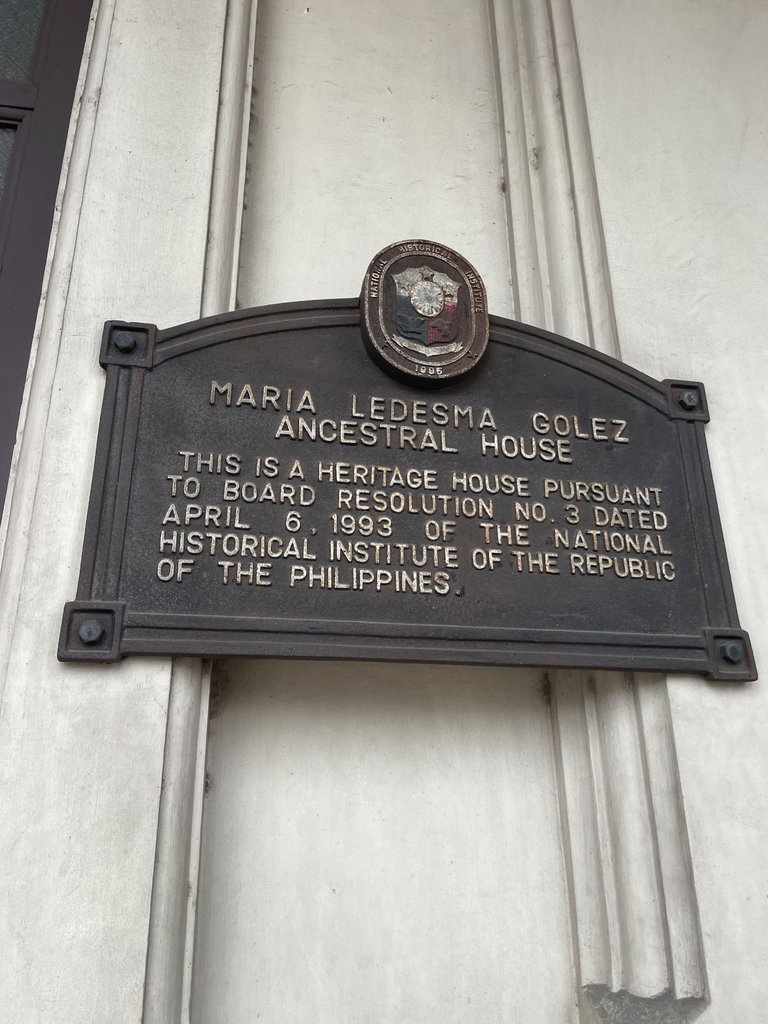 NATIONAL HISTORICAL INSTITUTE
1995
MARIA LEDESMA GOLEZ
ANCESTRAL HOUSE
THIS IS A HERITAGE HOUSE PURSUANT
TO BOARD RESOLUTION NO. 3 DATED
APRIL 6, 1993 OF THE NATIONAL
HISTORICAL INSTITUTE OF THE REPUBLIC
OF THE PHILIPPINES.